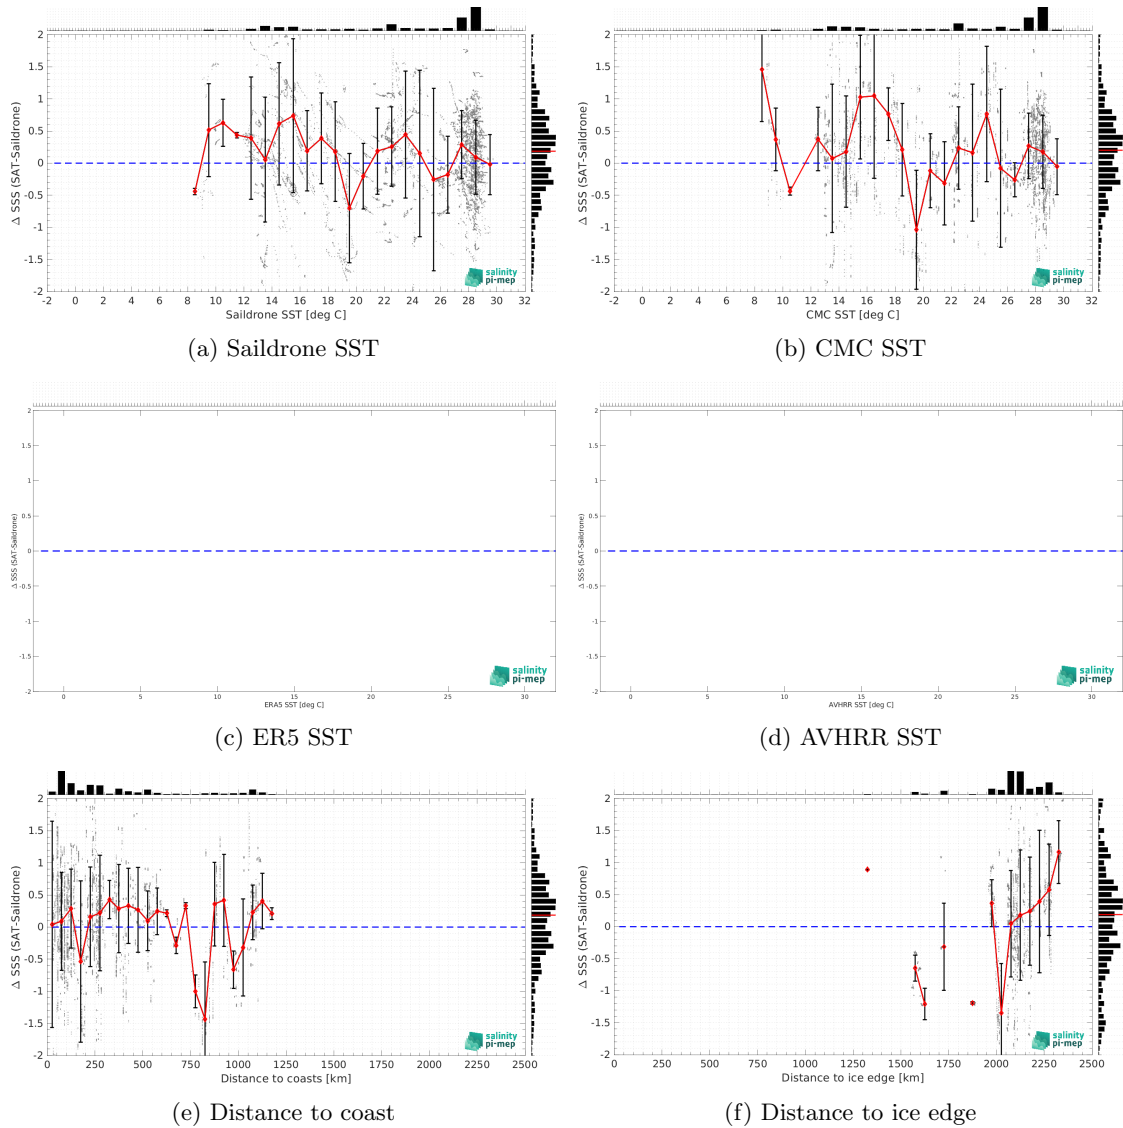 2
1.5
1
0.5
0
-0.5
-1
-1.5
-2
Δ SSS (SAT-Saildrone)
salinity
pi-mep
-2 0 2 4 6 8 10 12 14 16 18 20 22 24 26 28 30 32
Saildrone SST [deg C]
(a) Saildrone SST
2
1.5
1
0.5
0
-0.5
-1
-1.5
-2
Δ SSS (SAT-Saildrone)
salinity
pi-mep
-2 0 2 4 6 8 10 12 14 16 18 20 22 24 26 28 30 32
CMC SST [deg C]
(b) CMC SST
2
1.5
1
0.5
0
-0.5
-1
-1.5
-2
Δ SSS (SAT-Saildrone)
salinity
pi-mep
0 5 10 15 20 25 30
ERA5 SST [deg C]
(c) ER5 SST
2
1.5
1
0.5
0
-0.5
-1
-1.5
-2
Δ SSS (SAT-Saildrone)
salinity
pi-mep
0 5 10 15 20 25 30
AVHRR SST [deg C]
(d) AVHRR SST
2
1.5
1
0.5
0
-0.5
-1
-1.5
-2
Δ SSS (SAT-Saildrone)
salinity
pi-mep
0 250 500 750 1000 1250 1500 1750 2000 2250 2500
Distance to coasts [km]
(e) Distance to coast
2
1.5
1
0.5
0
-0.5
-1
-1.5
-2
Δ SSS (SAT-Saildrone)
salinity
pi-mep
0 250 500 750 1000 1250 1500 1750 2000 2250 2500
Distance to ice edge [km]
(f) Distance to ice edge